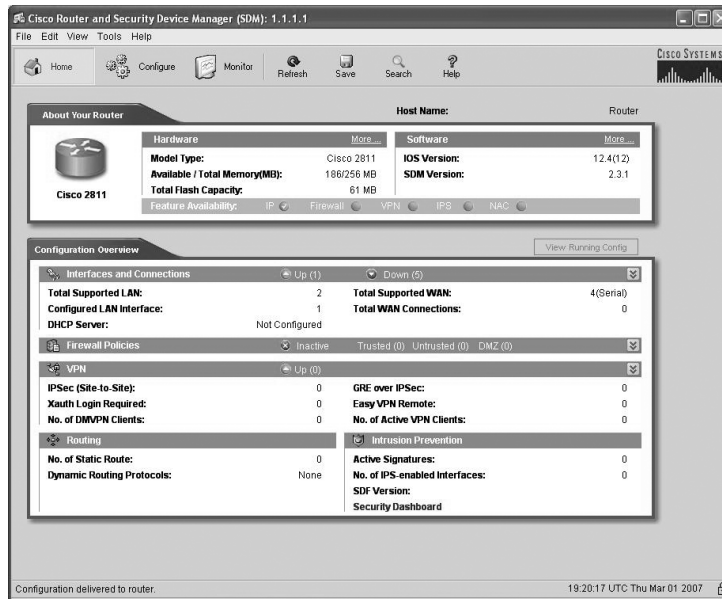 Cisco Router and Security Device Manager (SDM): 1.1.1.1
File Edit View Tools Help
Home Configure Monitor Refresh Save Search Help
CISCO SYSTEMS
About Your Router
Host Name: Router
Cisco 2811
Hardware More ...
Model Type: Cisco 2811
Available / Total Memory(MB): 186/256 MB
Total Flash Capacity: 61 MB
Software More ...
IOS Version: 12.4(12)
SDM Version: 2.3.1
Feature Availability: IP Firewall VPN IPS NAC
Configuration Overview
View Running Config
Interfaces and Connections Up (1) Down (5)
Total Supported LAN: 2 Total Supported WAN: 4(Serial)
Configured LAN Interface: 1 Total WAN Connections: 0
DHCP Server: Not Configured
Firewall Policies Inactive Trusted (0) Untrusted (0) DMZ (0)
VPN Up (0)
IPSec (Site-to-Site): 0 GRE over IPSec: 0
Xauth Login Required: 0 Easy VPN Remote: 0
No. of DMVPN Clients: 0 No. of Active VPN Clients: 0
Routing
No. of Static Route: 0
Dynamic Routing Protocols: None
Intrusion Prevention
Active Signatures: 0
No. of IPS-enabled Interfaces: 0
SDF Version:
Security Dashboard
Configuration delivered to router. 19:20:17 UTC Thu Mar 01 2007